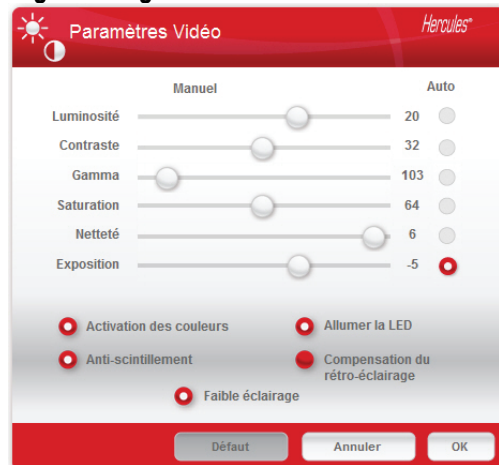 Paramètres Vidéo
Hercules®
Manuel Auto
Luminosité 20
Contraste 32
Gamma 103
Saturation 64
Netteté 6
Exposition -5
Activation des couleurs Allumer la LED
Anti-scintillement Compensation du
rétro-éclairage
Faible éclairage
Défaut Annuler OK